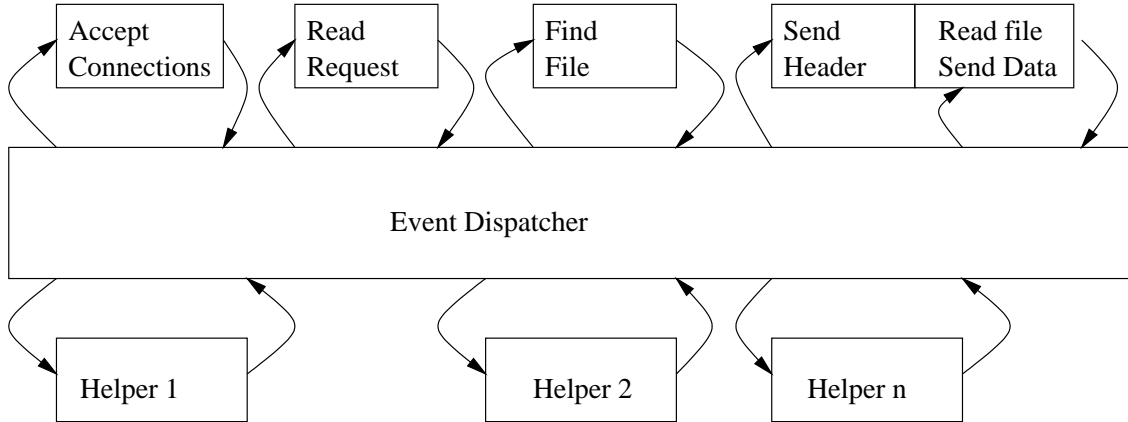 Accept
Connections
Read
Request
Find
File
Send
Header
Read file
Send Data
Event Dispatcher
Helper 1
Helper 2
Helper n